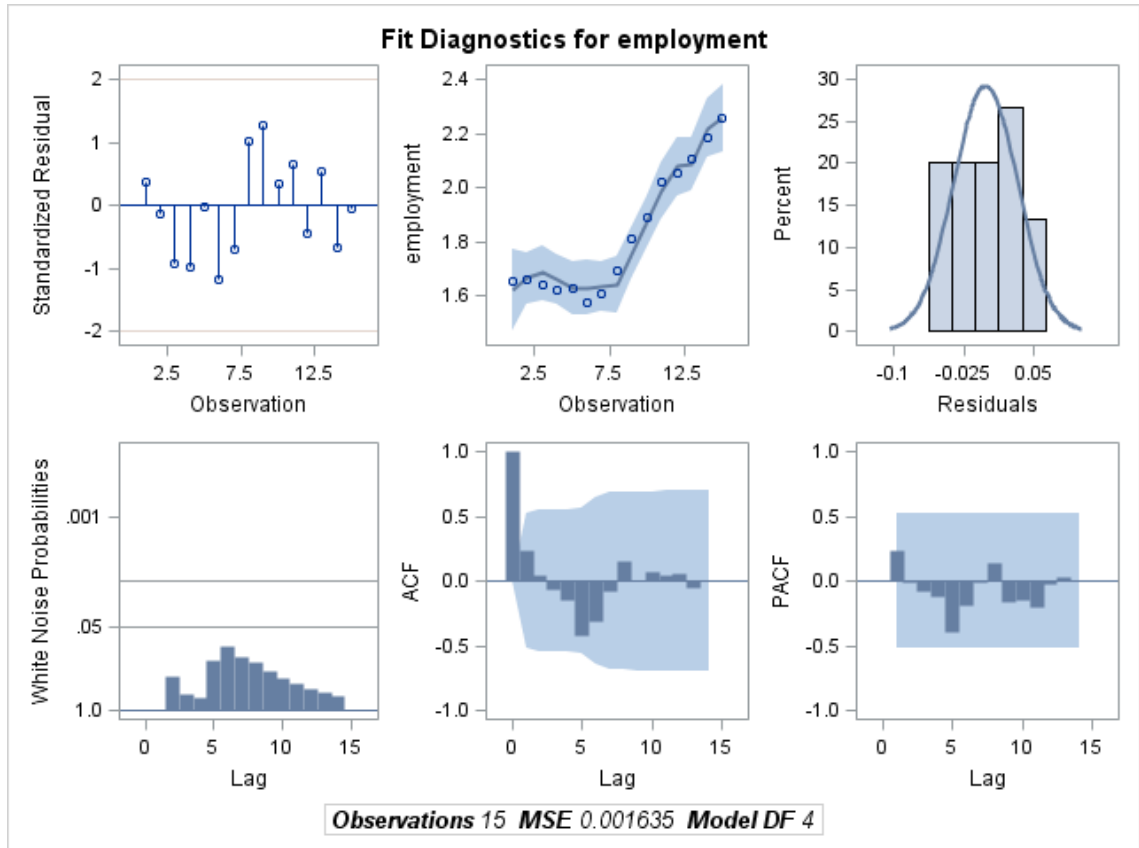 Fit Diagnostics for employment
Standardized Residual
2
1
0
-1
-2
2.5 7.5 12.5
Observation
employment
2.4
2.2
2.0
1.8
1.6
2.5 7.5 12.5
Observation
Percent
30
25
20
15
10
5
0
-0.1 -0.025 0.05
Residuals
White Noise Probabilities
.001
.05
1.0
0 5 10 15
Lag
ACF
1.0
0.5
0.0
-0.5
-1.0
0 5 10 15
Lag
PACF
1.0
0.5
0.0
-0.5
-1.0
0 5 10 15
Lag
Observations 15 MSE 0.001635 Model DF 4